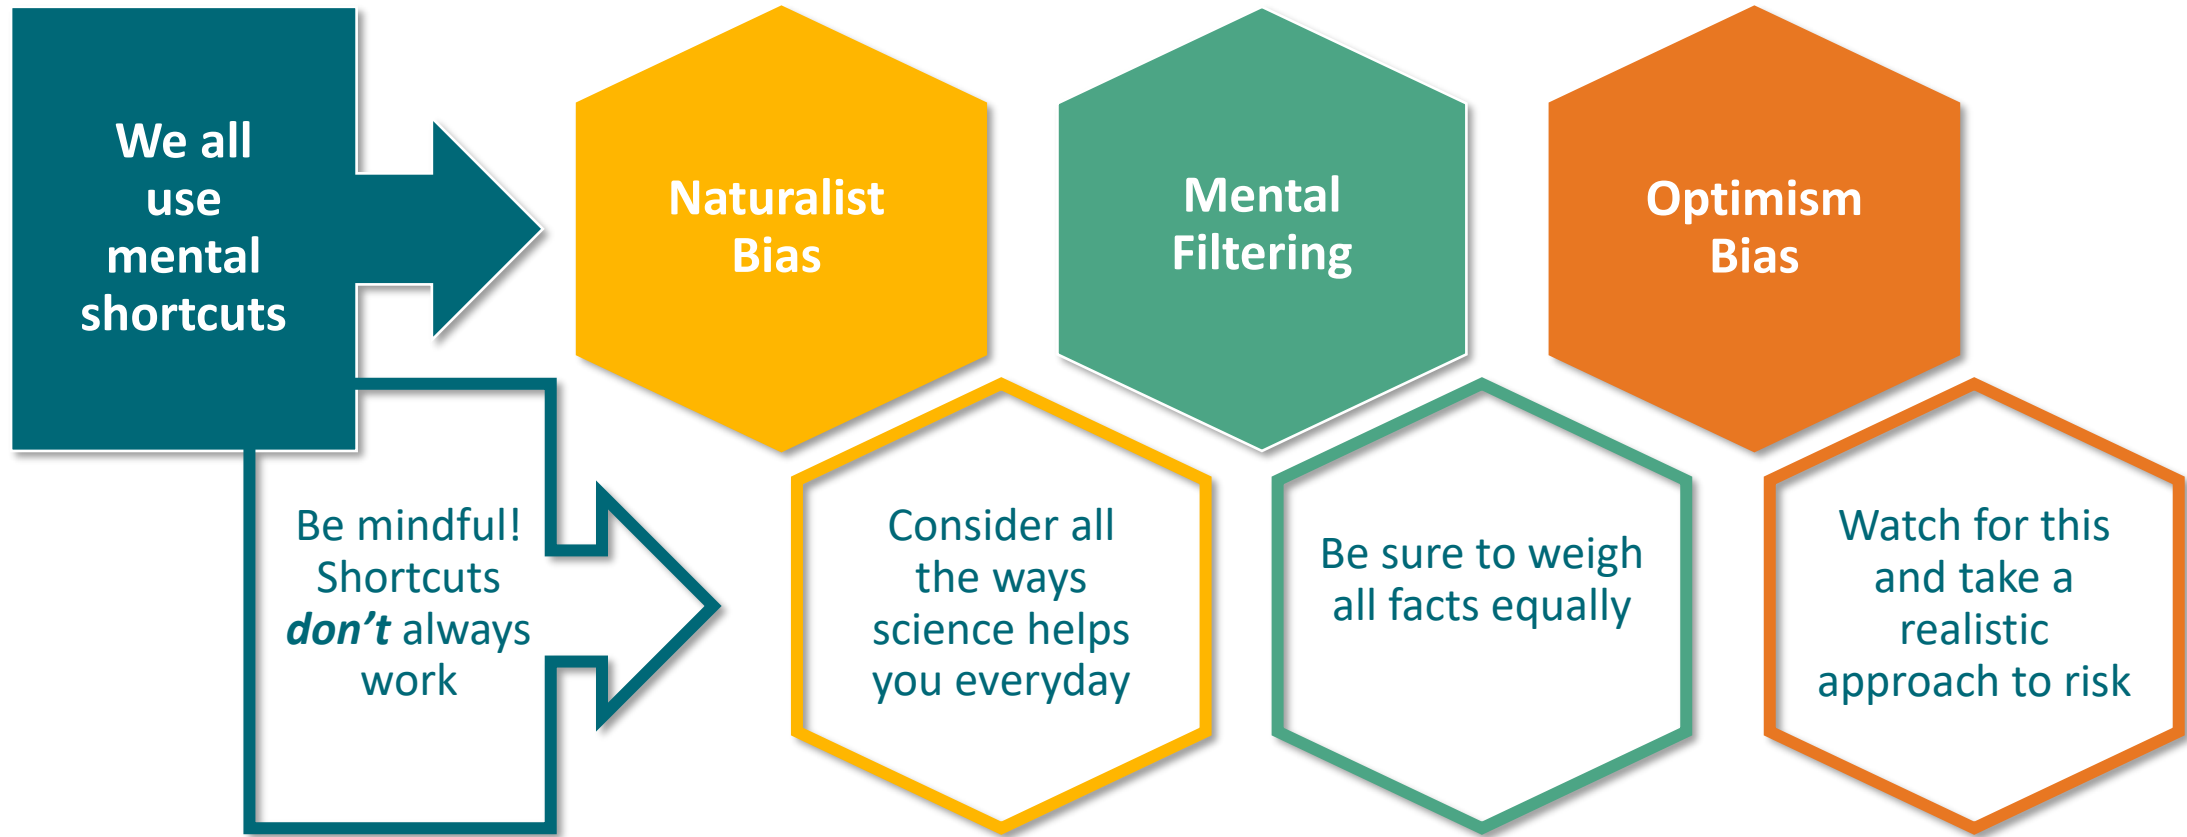 We all
use
mental
shortcuts
Naturalist
Bias
Mental
Filtering
Optimism
Bias
Be mindful!
Shortcuts
don’t always
work
Consider all
the ways
science helps
you everyday
Be sure to weigh
all facts equally
Watch for this
and take a
realistic
approach to risk